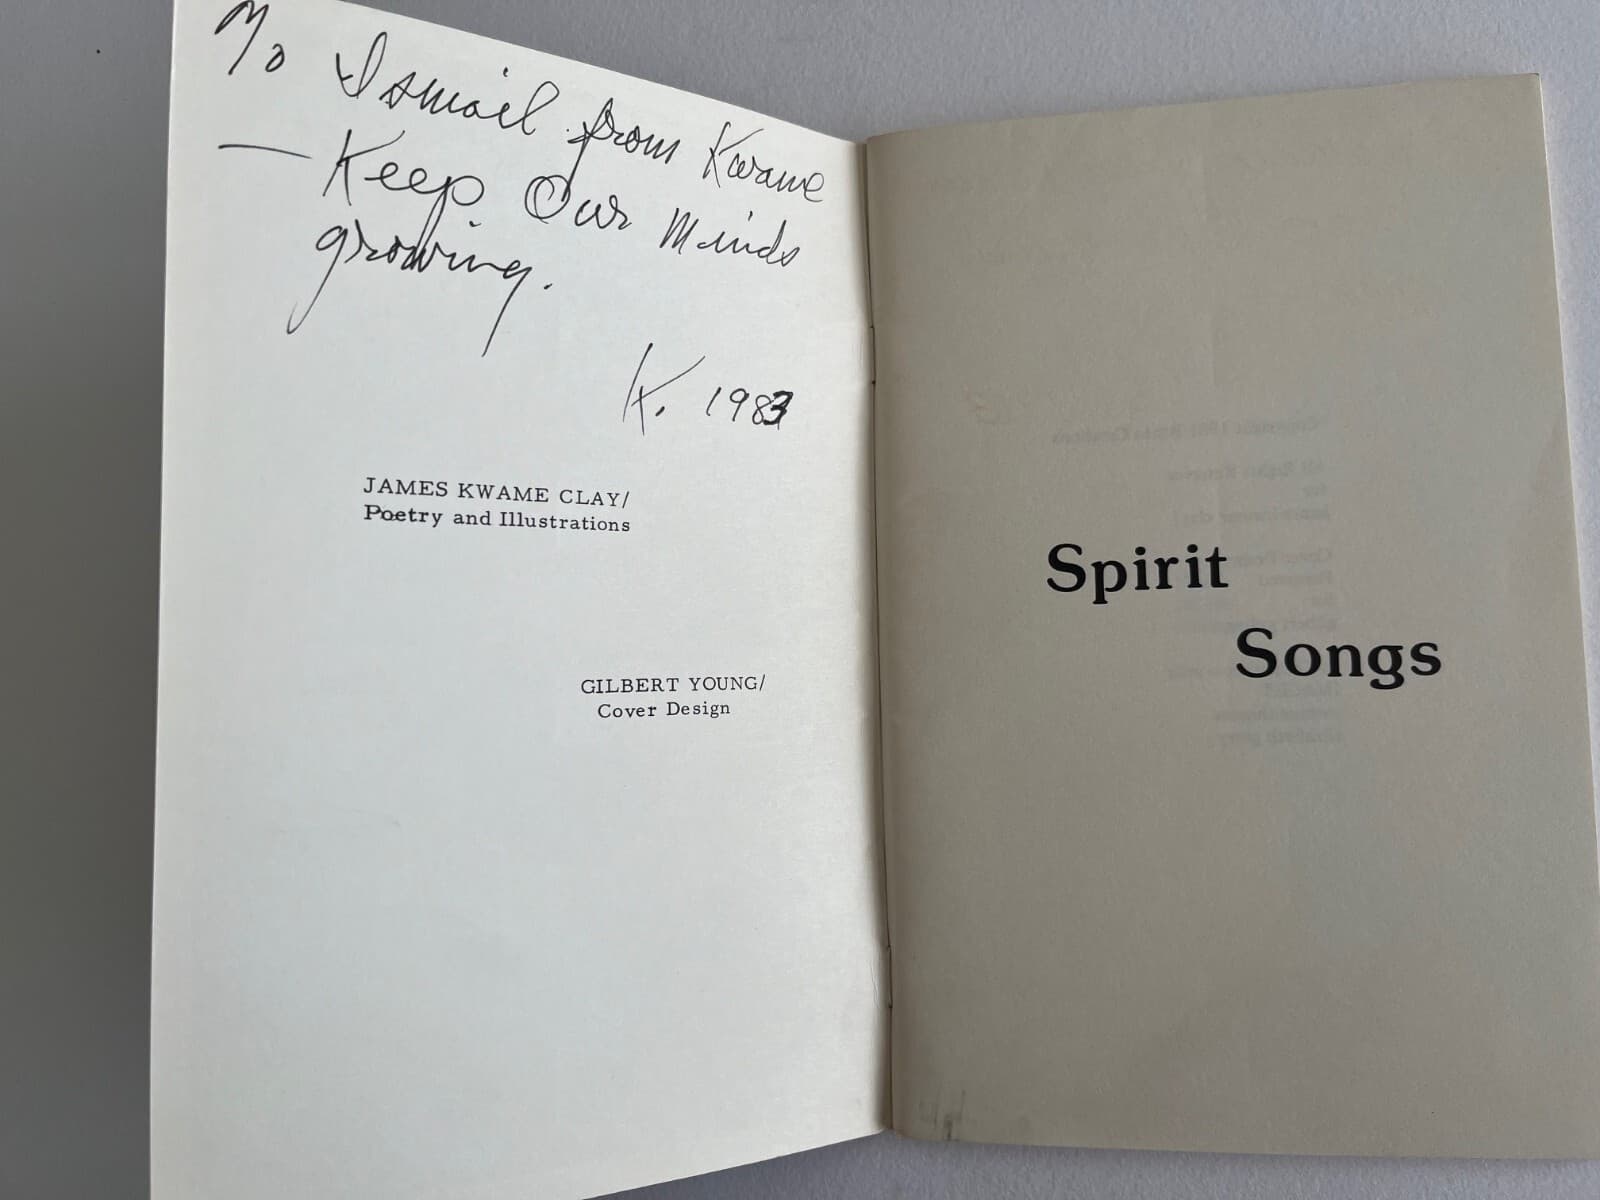 To Ismail from Kwame
— Keep Our Minds
growing.
K. 1983
JAMES KWAME CLAY/
Poetry and Illustrations
GILBERT YOUNG/
Cover Design
Spirit
Songs